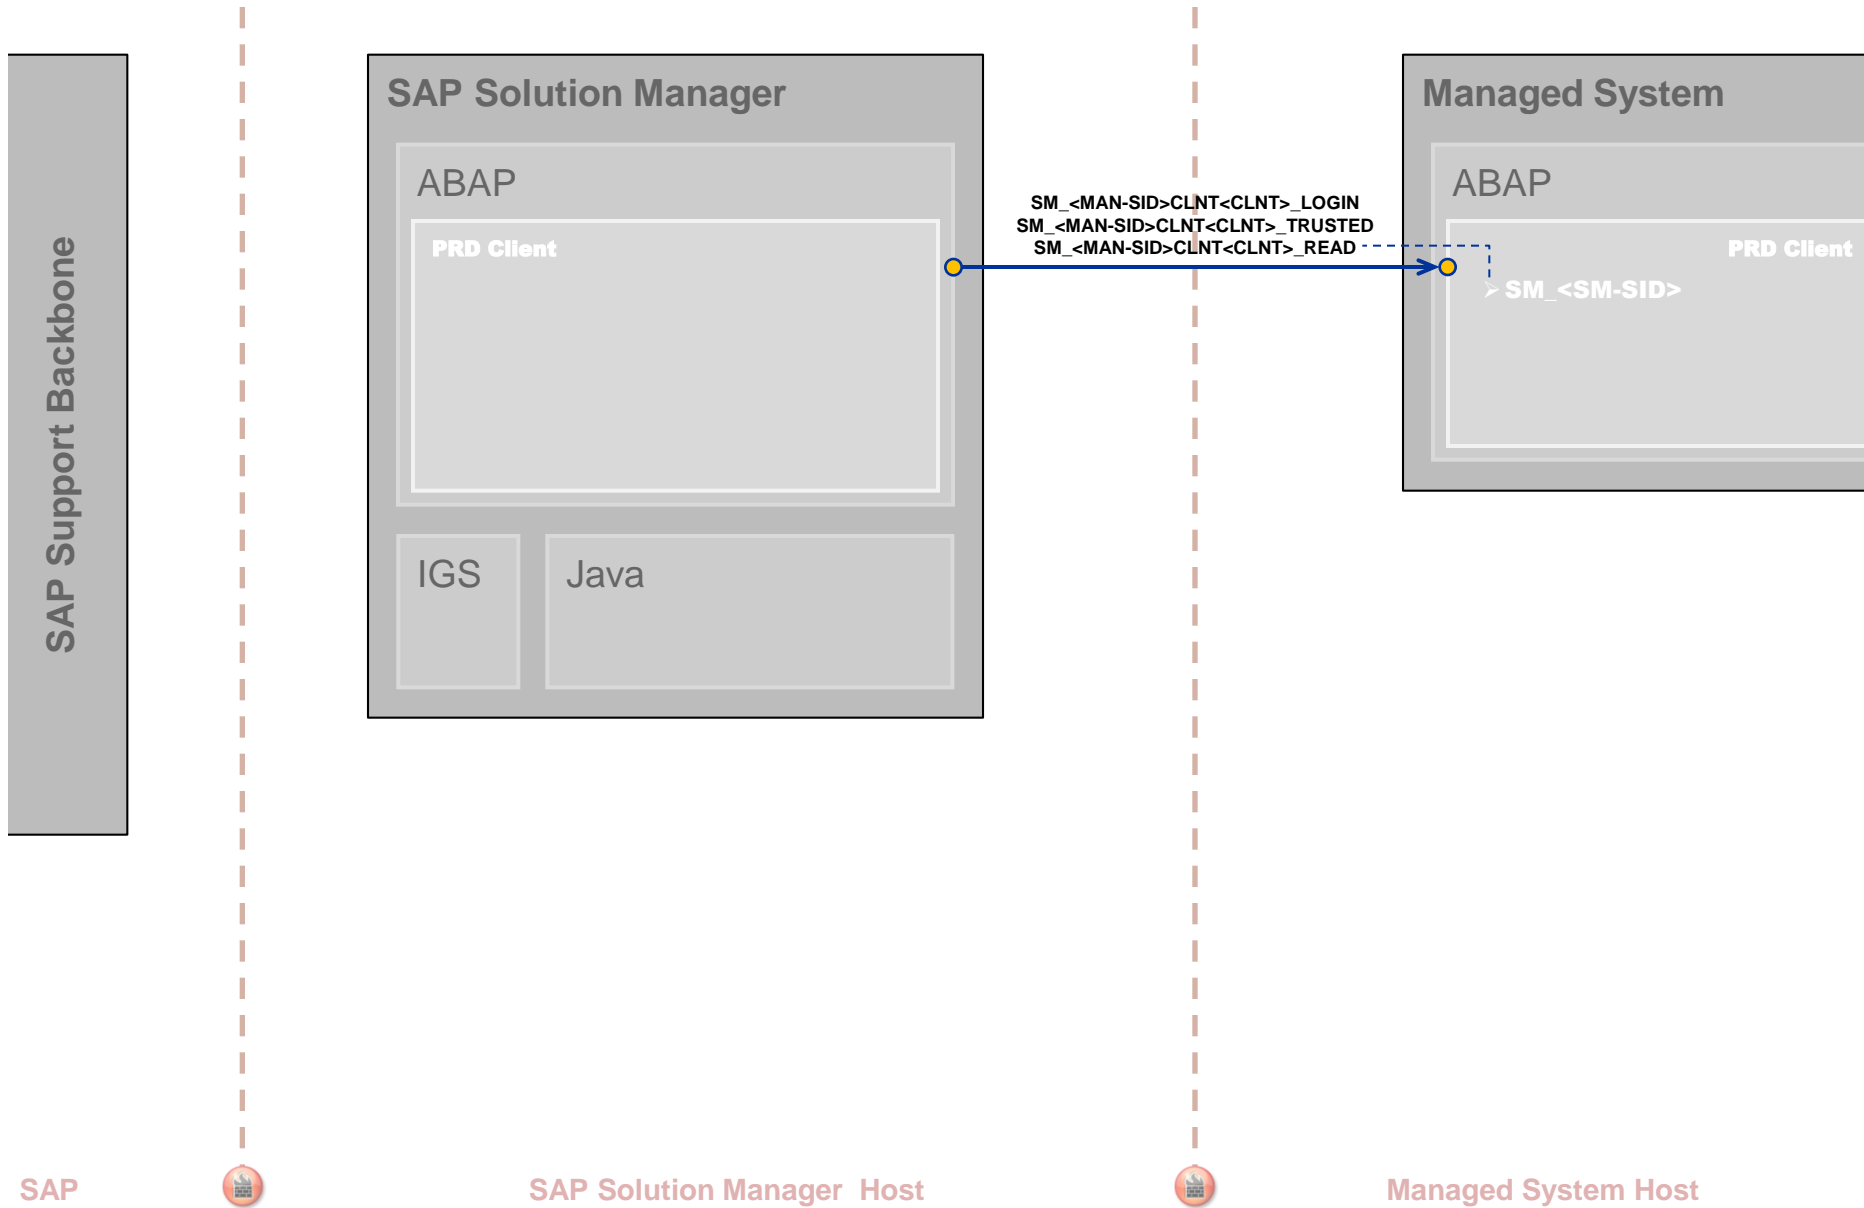 SAP Support Backbone
SAP Solution Manager
ABAP
PRD Client
IGS
Java
SM_<MAN-SID>CLNT<CLNT>_LOGIN
SM_<MAN-SID>CLNT<CLNT>_TRUSTED
SM_<MAN-SID>CLNT<CLNT>_READ
Managed System
ABAP
PRD Client
➢ SM_<SM-SID>
SAP
SAP Solution Manager  Host
Managed System Host